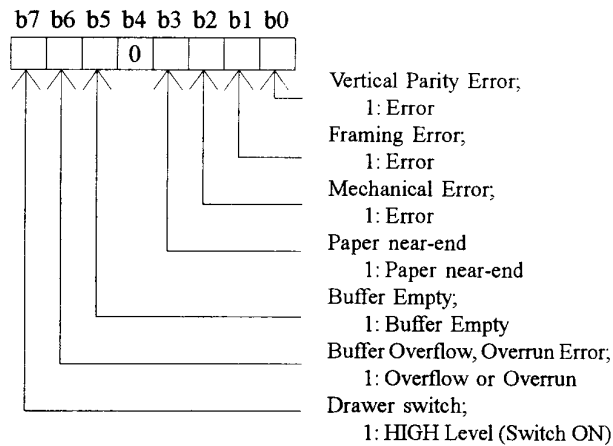 b7 b6 b5 b4 b3 b2 b1 b0
0
Vertical Parity Error;
1: Error
Framing Error;
1: Error
Mechanical Error;
1: Error
Paper near-end
1: Paper near-end
Buffer Empty;
1: Buffer Empty
Buffer Overflow, Overrun Error;
1: Overflow or Overrun
Drawer switch;
1: HIGH Level (Switch ON)